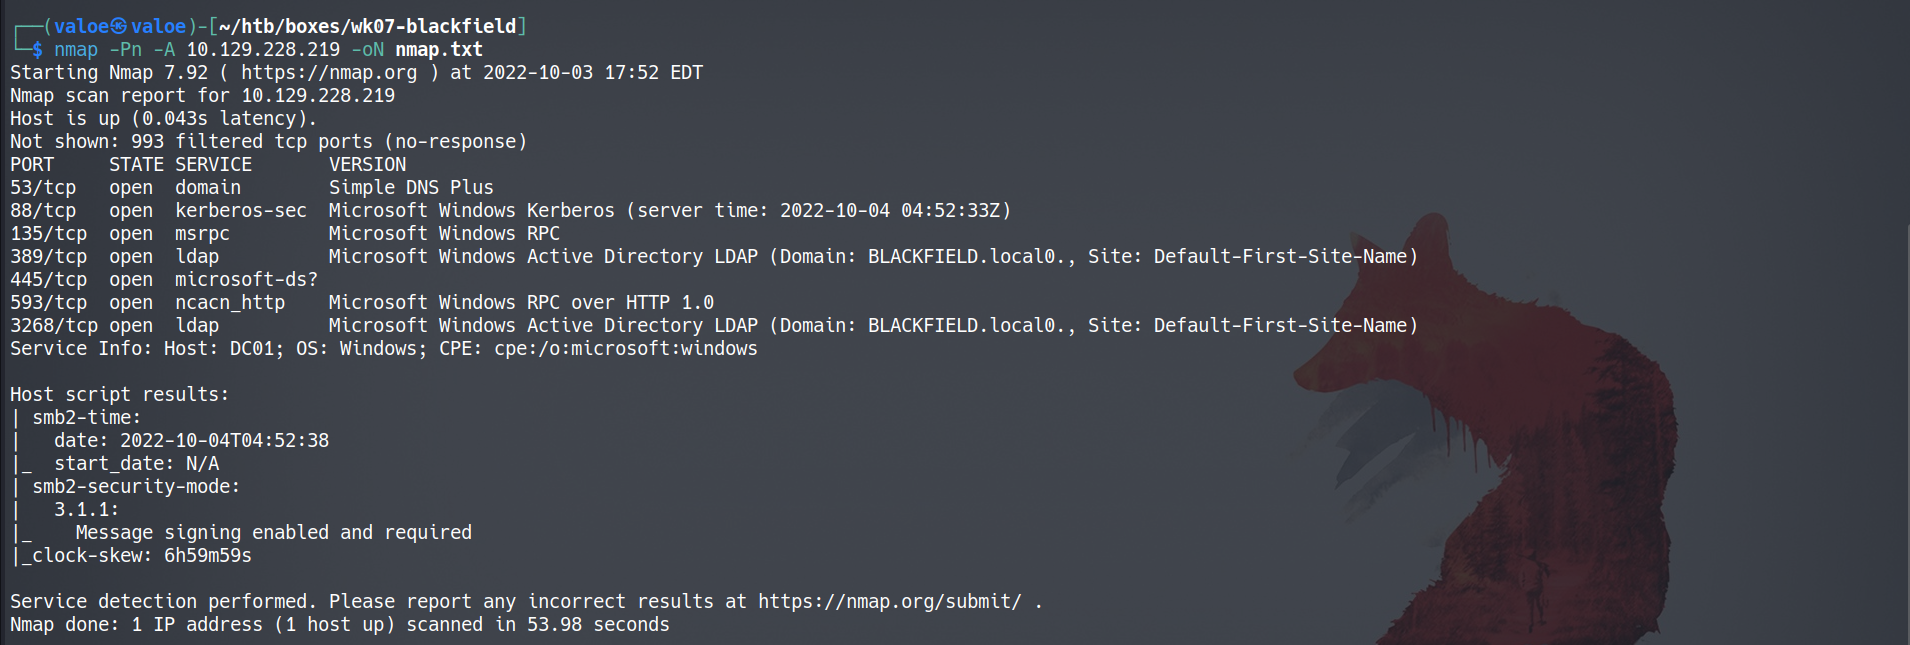 ┌──(valoe㉿valoe)-[~/htb/boxes/wk07-blackfield]
└─$ nmap -Pn -A 10.129.228.219 -oN nmap.txt
Starting Nmap 7.92 ( https://nmap.org ) at 2022-10-03 17:52 EDT
Nmap scan report for 10.129.228.219
Host is up (0.043s latency).
Not shown: 993 filtered tcp ports (no-response)
PORT     STATE SERVICE       VERSION
53/tcp   open  domain        Simple DNS Plus
88/tcp   open  kerberos-sec  Microsoft Windows Kerberos (server time: 2022-10-04 04:52:33Z)
135/tcp  open  msrpc         Microsoft Windows RPC
389/tcp  open  ldap          Microsoft Windows Active Directory LDAP (Domain: BLACKFIELD.local0., Site: Default-First-Site-Name)
445/tcp  open  microsoft-ds?
593/tcp  open  ncacn_http    Microsoft Windows RPC over HTTP 1.0
3268/tcp open  ldap          Microsoft Windows Active Directory LDAP (Domain: BLACKFIELD.local0., Site: Default-First-Site-Name)
Service Info: Host: DC01; OS: Windows; CPE: cpe:/o:microsoft:windows

Host script results:
| smb2-time:
|   date: 2022-10-04T04:52:38
|_  start_date: N/A
| smb2-security-mode:
|   3.1.1:
|_    Message signing enabled and required
|_clock-skew: 6h59m59s

Service detection performed. Please report any incorrect results at https://nmap.org/submit/ .
Nmap done: 1 IP address (1 host up) scanned in 53.98 seconds